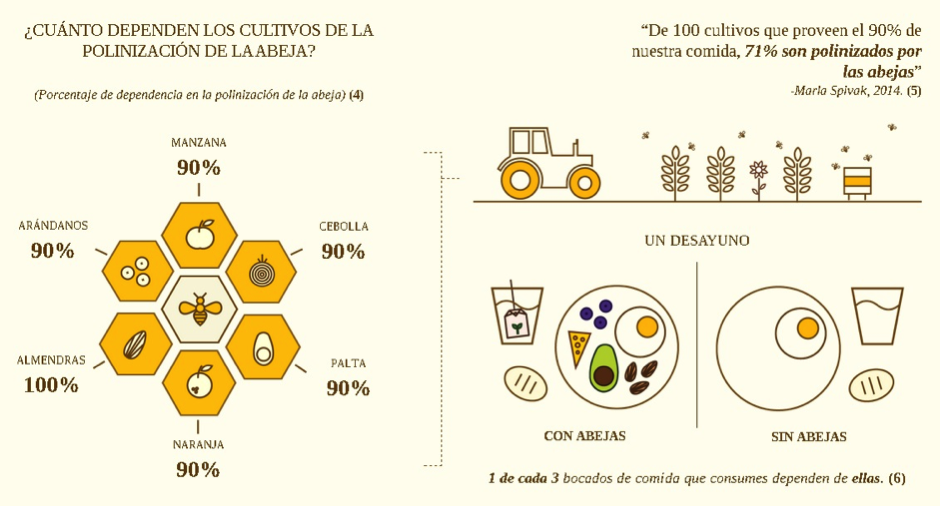 ¿CUÁNTO DEPENDEN LOS CULTIVOS DE LA
POLINIZACIÓN DE LA ABEJA?
(Porcentaje de dependencia en la polinización de la abeja) (4)
MANZANA
90%
ARÁNDANOS
90%
CEBOLLA
90%
ALMENDRAS
100%
PALTA
90%
NARANJA
90%
“De 100 cultivos que proveen el 90% de
nuestra comida, 71% son polinizados por
las abejas”
-Marla Spivak, 2014. (5)
UN DESAYUNO
CON ABEJAS
SIN ABEJAS
1 de cada 3 bocados de comida que consumes dependen de ellas. (6)